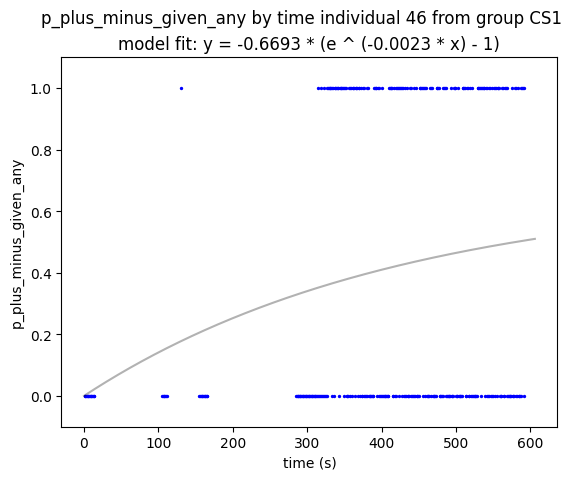 p_plus_minus_given_any by time individual 46 from group CS1
model fit: y = -0.6693 * (e ^ (-0.0023 * x) - 1)
p_plus_minus_given_any
1.0
0.8
0.6
0.4
0.2
0.0
0 100 200 300 400 500 600
time (s)